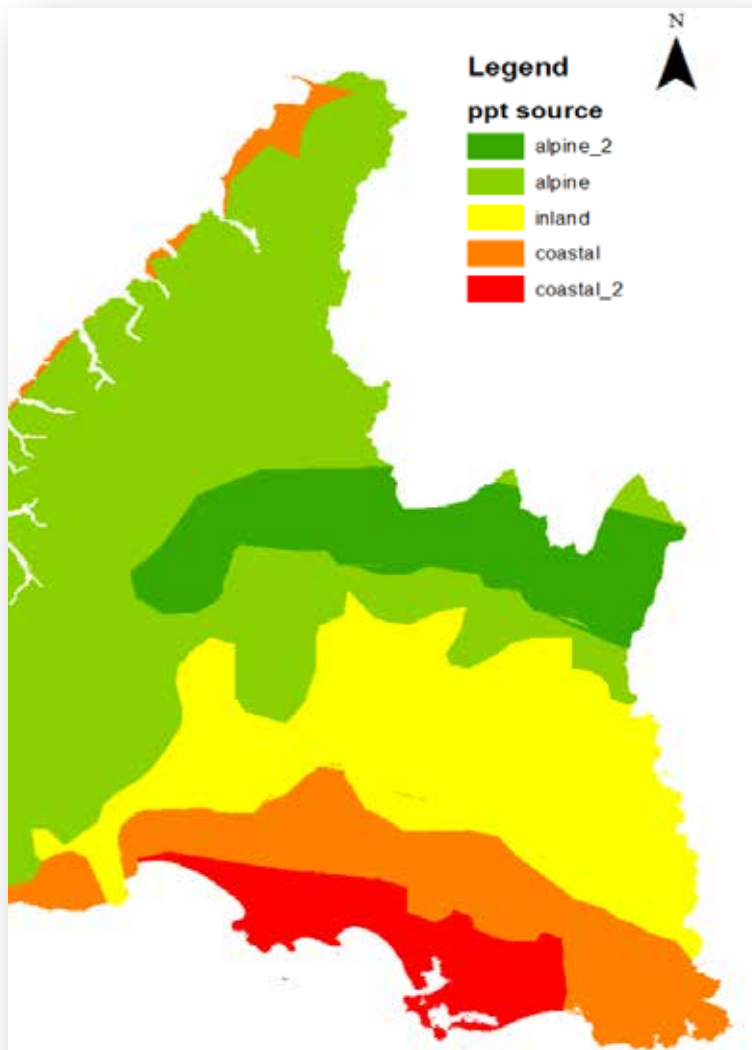 N
Legend
ppt source
alpine_2
alpine
inland
coastal
coastal_2